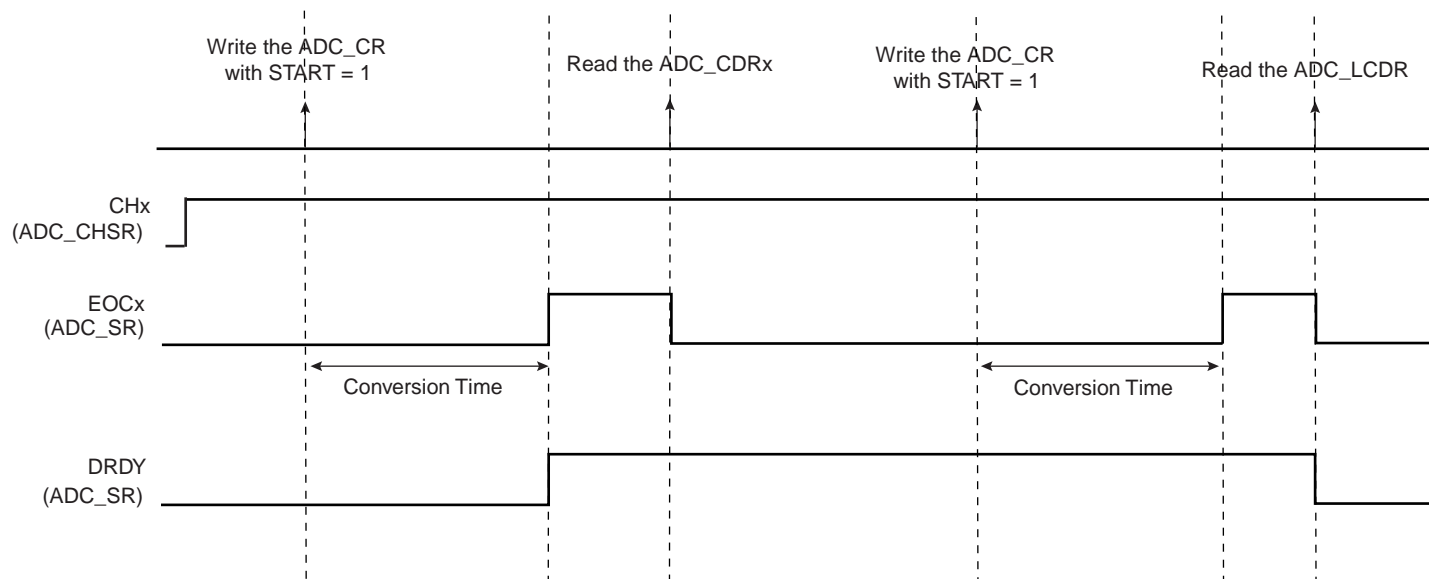 Write the ADC_CR
with START = 1
Read the ADC_CDRx
Write the ADC_CR
with START = 1
Read the ADC_LCDR
CHx
(ADC_CHSR)
EOCx
(ADC_SR)
Conversion Time
Conversion Time
DRDY
(ADC_SR)